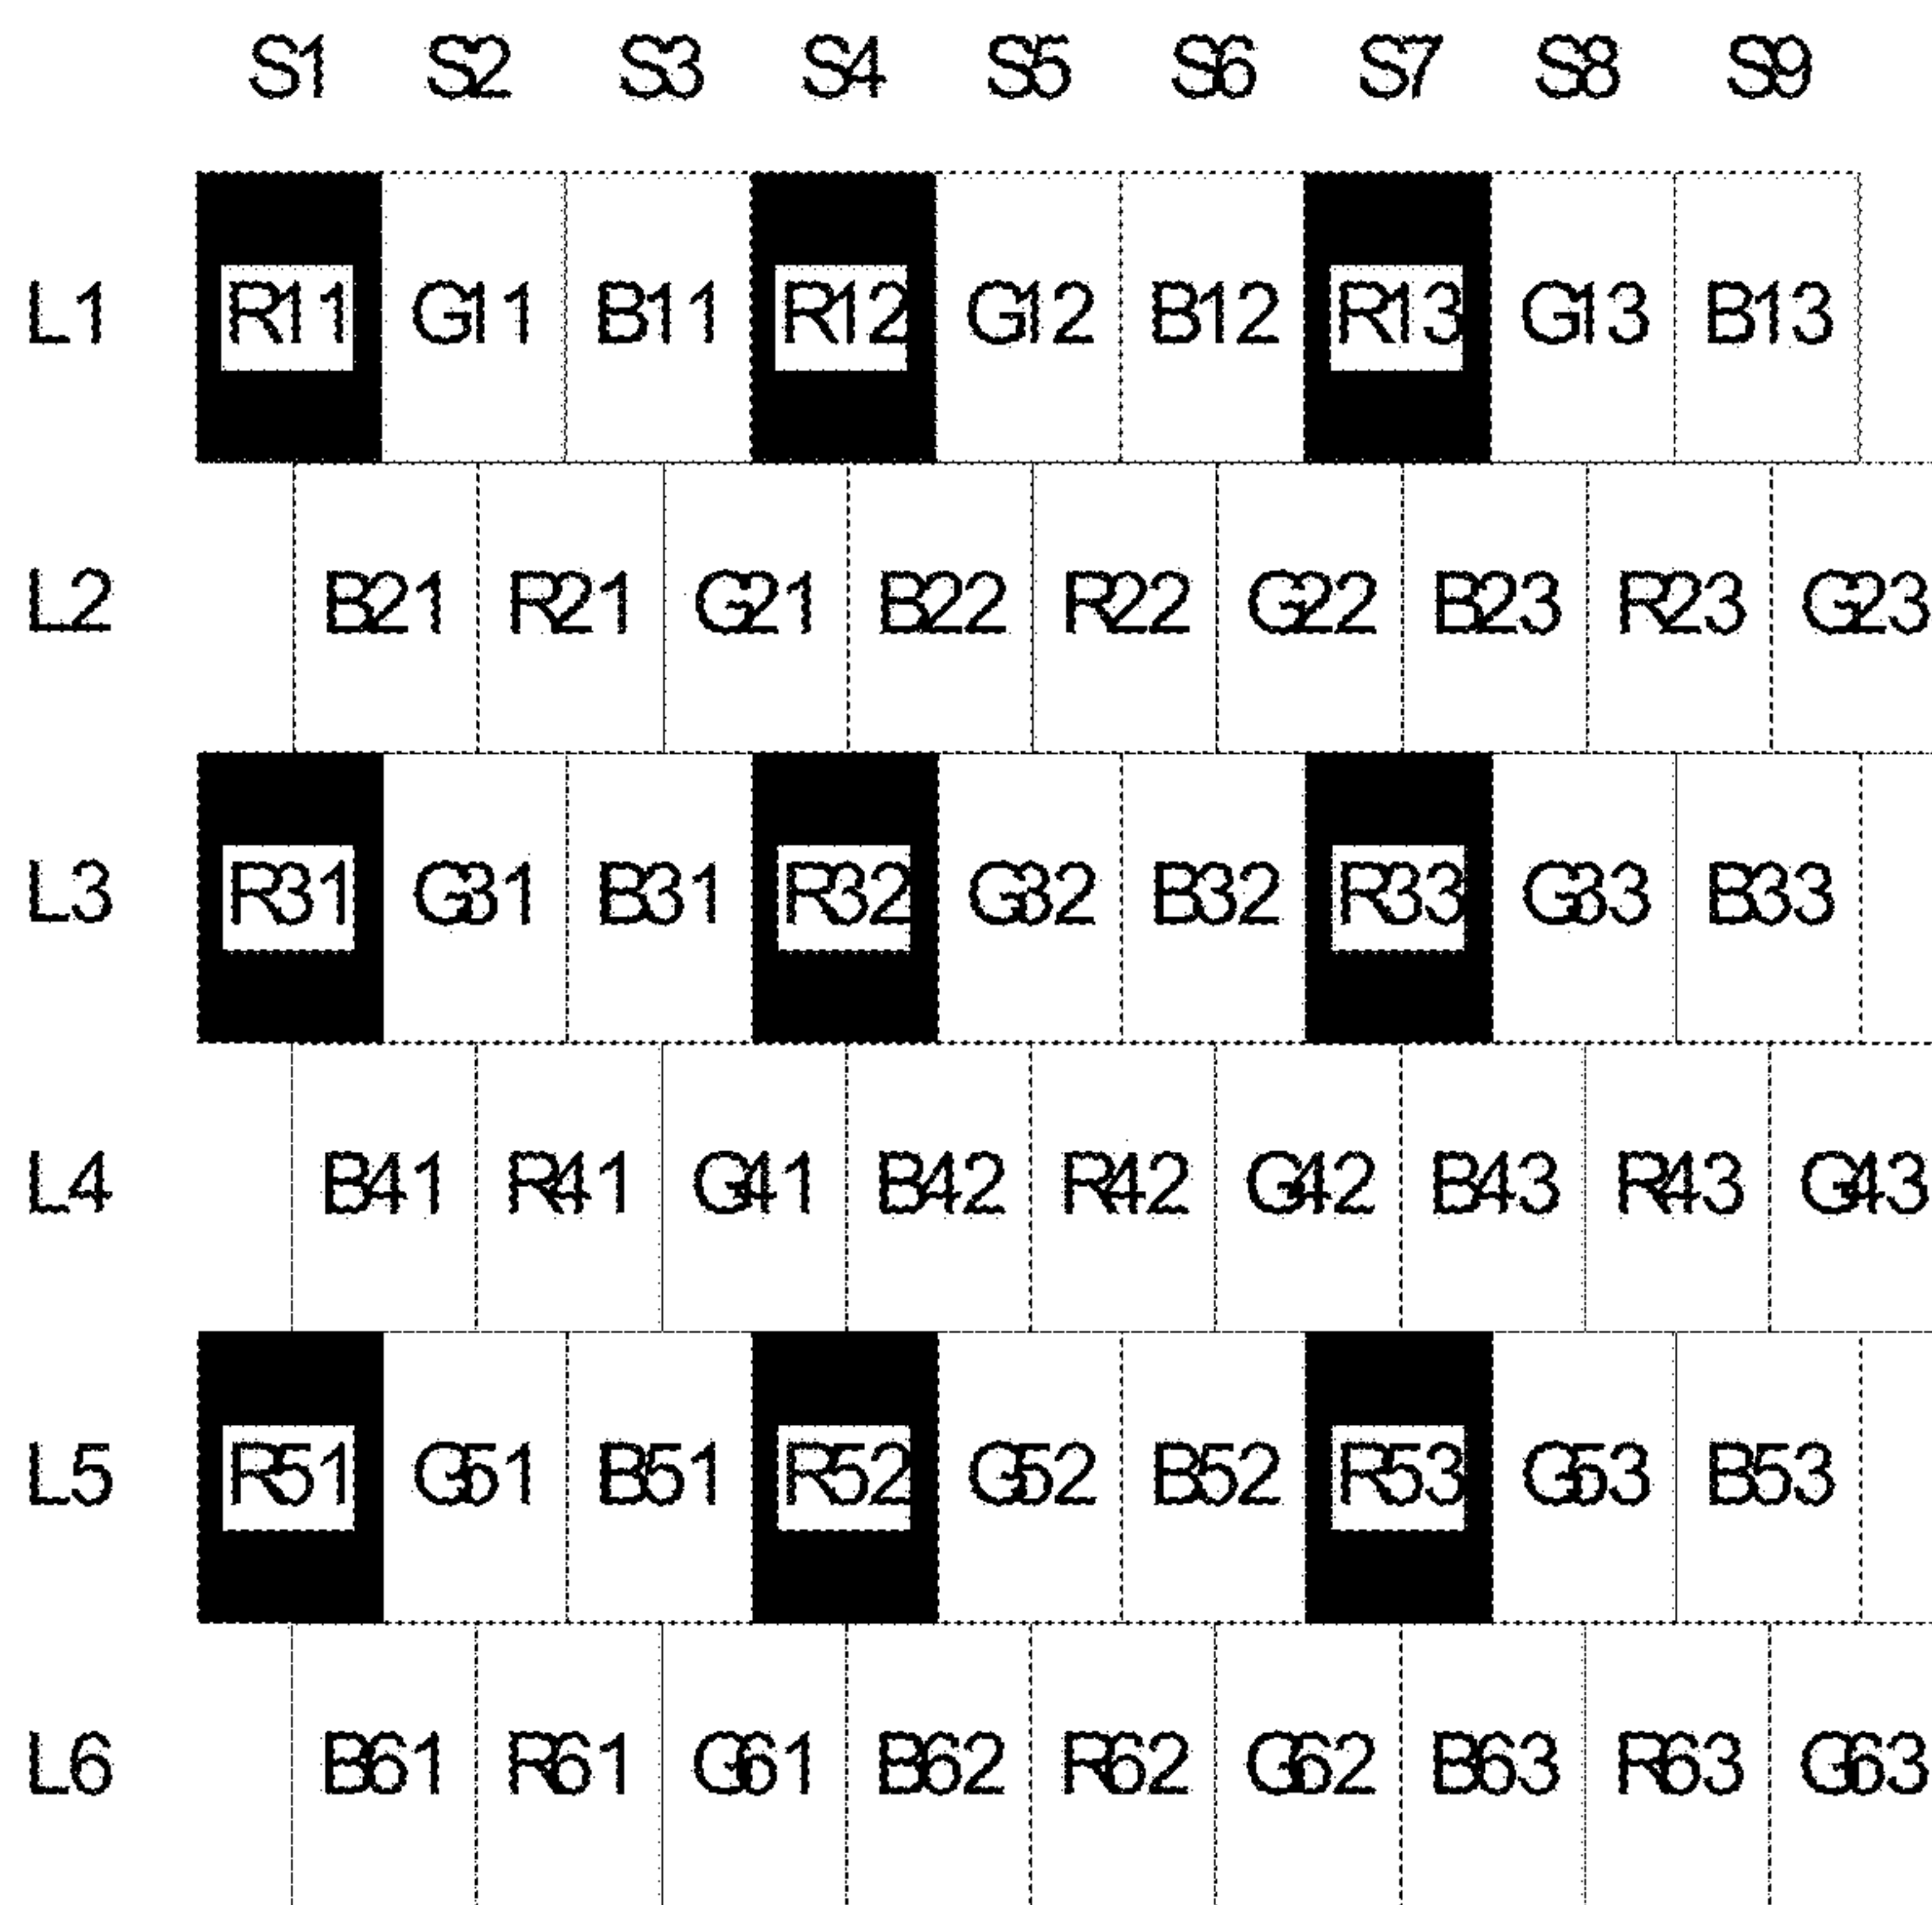 S1 S2 S3 S4 S5 S6 S7 S8 S9
L1 R11 G11 B11 R12 G12 B12 R13 G13 B13
L2 B21 R21 G21 B22 R22 G22 B23 R23 G23
L3 R31 G31 B31 R32 G32 B32 R33 G33 B33
L4 B41 R41 G41 B42 R42 G42 B43 R43 G43
L5 R51 G51 B51 R52 G52 B52 R53 G53 B53
L6 B61 R61 G61 B62 R62 G62 B63 R63 G63